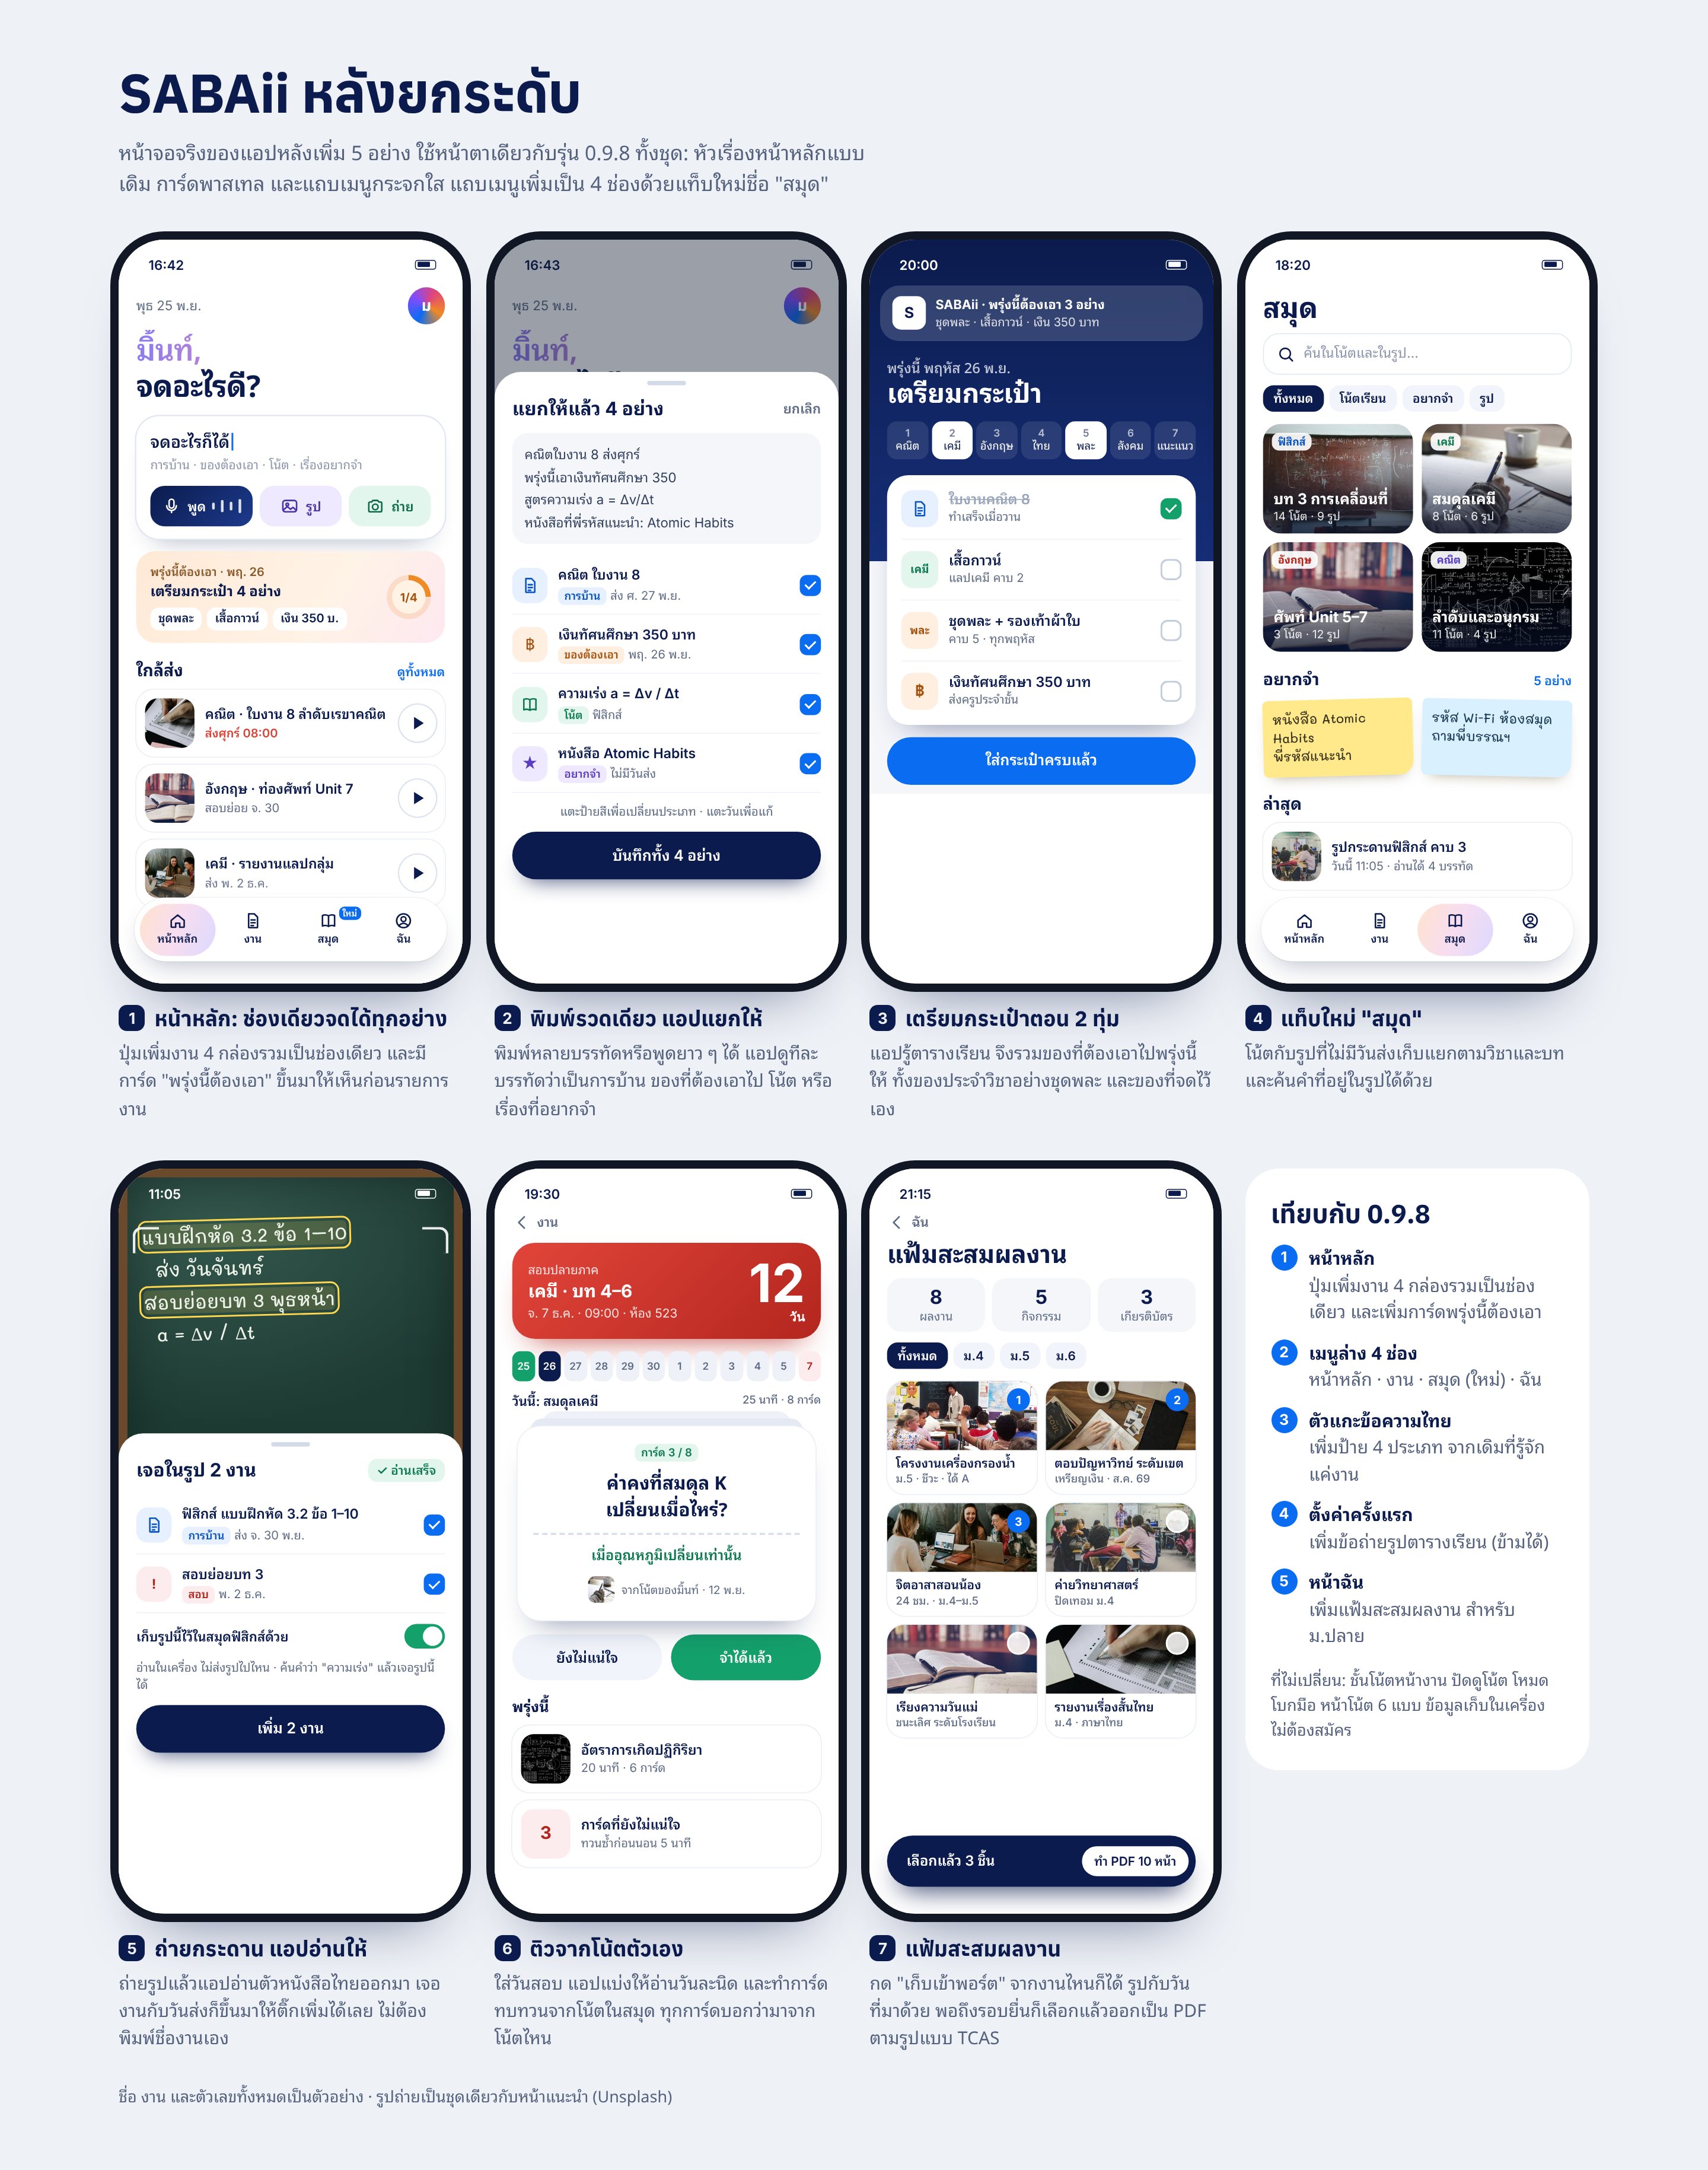 SABAii หลังยกระดับ
หน้าจอจริงของแอปหลังเพิ่ม 5 อย่าง ใช้หน้าตาเดียวกับรุ่น 0.9.8 ทั้งชุด: หัวเรื่องหน้าหลักแบบ
เดิม การ์ดพาสเทล และแถบเมนูกระจกใส แถบเมนูเพิ่มเป็น 4 ช่องด้วยแท็บใหม่ชื่อ "สมุด"
16:42
พุธ 25 พ.ย.
ม
มิ้นท์,
จดอะไรดี?
จดอะไรก็ได้
การบ้าน · ของต้องเอา · โน้ต · เรื่องอยากจำ
พูด
รูป
ถ่าย
พรุ่งนี้ต้องเอา · พฤ. 26
เตรียมกระเป๋า 4 อย่าง
ชุดพละ
เสื้อกาวน์
เงิน 350 บ.
1/4
ใกล้ส่ง
ดูทั้งหมด
คณิต · ใบงาน 8 ลำดับเรขาคณิต
ส่งศุกร์ 08:00
อังกฤษ · ท่องศัพท์ Unit 7
สอบย่อย จ. 30
เคมี · รายงานแลปกลุ่ม
ส่ง พ. 2 ธ.ค.
หน้าหลัก
งาน
ใหม่
สมุด
ฉัน
1 หน้าหลัก: ช่องเดียวจดได้ทุกอย่าง
ปุ่มเพิ่มงาน 4 กล่องรวมเป็นช่องเดียว และมี
การ์ด "พรุ่งนี้ต้องเอา" ขึ้นมาให้เห็นก่อนรายการ
งาน
16:43
พุธ 25 พ.ย.
ม
มิ้นท์,
แยกให้แล้ว 4 อย่าง
ยกเลิก
คณิตใบงาน 8 ส่งศุกร์
พรุ่งนี้เอาเงินทัศนศึกษา 350
สูตรความเร่ง a = Δv/Δt
หนังสือที่พี่รหัสแนะนำ: Atomic Habits
คณิต ใบงาน 8
การบ้าน ส่ง ศ. 27 พ.ย.
฿
เงินทัศนศึกษา 350 บาท
ของต้องเอา พฤ. 26 พ.ย.
ความเร่ง a = Δv / Δt
โน้ต ฟิสิกส์
หนังสือ Atomic Habits
อยากจำ ไม่มีวันส่ง
แตะป้ายสีเพื่อเปลี่ยนประเภท · แตะวันเพื่อแก้
บันทึกทั้ง 4 อย่าง
2 พิมพ์รวดเดียว แอปแยกให้
พิมพ์หลายบรรทัดหรือพูดยาว ๆ ได้ แอปดูทีละ
บรรทัดว่าเป็นการบ้าน ของที่ต้องเอาไป โน้ต หรือ
เรื่องที่อยากจำ
20:00
S
SABAii · พรุ่งนี้ต้องเอา 3 อย่าง
ชุดพละ · เสื้อกาวน์ · เงิน 350 บาท
พรุ่งนี้ พฤหัส 26 พ.ย.
เตรียมกระเป๋า
1 คณิต
2 เคมี
3 อังกฤษ
4 ไทย
5 พละ
6 สังคม
7 แนะแนว
ใบงานคณิต 8
ทำเสร็จเมื่อวาน
เคมี
เสื้อกาวน์
แลปเคมี คาบ 2
พละ
ชุดพละ + รองเท้าผ้าใบ
คาบ 5 · ทุกพฤหัส
฿
เงินทัศนศึกษา 350 บาท
ส่งครูประจำชั้น
ใส่กระเป๋าครบแล้ว
3 เตรียมกระเป๋าตอน 2 ทุ่ม
แอปรู้ตารางเรียน จึงรวมของที่ต้องเอาไปพรุ่งนี้
ให้ ทั้งของประจำวิชาอย่างชุดพละ และของที่จดไว้
เอง
18:20
สมุด
ค้นในโน้ตและในรูป...
ทั้งหมด
โน้ตเรียน
อยากจำ
รูป
ฟิสิกส์
บท 3 การเคลื่อนที่
14 โน้ต · 9 รูป
เคมี
สมดุลเคมี
8 โน้ต · 6 รูป
อังกฤษ
ศัพท์ Unit 5–7
3 โน้ต · 12 รูป
คณิต
ลำดับและอนุกรม
11 โน้ต · 4 รูป
อยากจำ
5 อย่าง
หนังสือ Atomic
Habits
พี่รหัสแนะนำ
รหัส Wi-Fi ห้องสมุด
ถามพี่บรรณฯ
ล่าสุด
รูปกระดานฟิสิกส์ คาบ 3
วันนี้ 11:05 · อ่านได้ 4 บรรทัด
หน้าหลัก
งาน
สมุด
ฉัน
4 แท็บใหม่ "สมุด"
โน้ตกับรูปที่ไม่มีวันส่งเก็บแยกตามวิชาและบท
และค้นคำที่อยู่ในรูปได้ด้วย
11:05
แบบฝึกหัด 3.2 ข้อ 1–10
ส่ง วันจันทร์
สอบย่อยบท 3 พุธหน้า
a = Δv / Δt
เจอในรูป 2 งาน
อ่านเสร็จ
ฟิสิกส์ แบบฝึกหัด 3.2 ข้อ 1–10
การบ้าน ส่ง จ. 30 พ.ย.
!
สอบย่อยบท 3
สอบ พ. 2 ธ.ค.
เก็บรูปนี้ไว้ในสมุดฟิสิกส์ด้วย
อ่านในเครื่อง ไม่ส่งรูปไปไหน · ค้นคำว่า "ความเร่ง" แล้วเจอรูปนี้
ได้
เพิ่ม 2 งาน
5 ถ่ายกระดาน แอปอ่านให้
ถ่ายรูปแล้วแอปอ่านตัวหนังสือไทยออกมา เจอ
งานกับวันส่งก็ขึ้นมาให้ติ๊กเพิ่มได้เลย ไม่ต้อง
พิมพ์ชื่องานเอง
19:30
งาน
สอบปลายภาค
เคมี · บท 4–6
จ. 7 ธ.ค. · 09:00 · ห้อง 523
12
วัน
25 26 27 28 29 30 1 2 3 4 5 7
วันนี้: สมดุลเคมี
25 นาที · 8 การ์ด
การ์ด 3 / 8
ค่าคงที่สมดุล K
เปลี่ยนเมื่อไหร่?
เมื่ออุณหภูมิเปลี่ยนเท่านั้น
จากโน้ตของมิ้นท์ · 12 พ.ย.
ยังไม่แน่ใจ
จำได้แล้ว
พรุ่งนี้
อัตราการเกิดปฏิกิริยา
20 นาที · 6 การ์ด
3
การ์ดที่ยังไม่แน่ใจ
ทวนซ้ำก่อนนอน 5 นาที
6 ติวจากโน้ตตัวเอง
ใส่วันสอบ แอปแบ่งให้อ่านวันละนิด และทำการ์ด
ทบทวนจากโน้ตในสมุด ทุกการ์ดบอกว่ามาจาก
โน้ตไหน
21:15
ฉัน
แฟ้มสะสมผลงาน
8 ผลงาน
5 กิจกรรม
3 เกียรติบัตร
ทั้งหมด
ม.4
ม.5
ม.6
1
โครงงานเครื่องกรองน้ำ
ม.5 · ชีวะ · ได้ A
2
ตอบปัญหาวิทย์ ระดับเขต
เหรียญเงิน · ส.ค. 69
3
จิตอาสาสอนน้อง
24 ชม. · ม.4–ม.5
ค่ายวิทยาศาสตร์
ปิดเทอม ม.4
เรียงความวันแม่
ชนะเลิศ ระดับโรงเรียน
รายงานเรื่องสั้นไทย
ม.4 · ภาษาไทย
เลือกแล้ว 3 ชิ้น
ทำ PDF 10 หน้า
7 แฟ้มสะสมผลงาน
กด "เก็บเข้าพอร์ต" จากงานไหนก็ได้ รูปกับวัน
ที่มาด้วย พอถึงรอบยื่นก็เลือกแล้วออกเป็น PDF
ตามรูปแบบ TCAS
เทียบกับ 0.9.8
1 หน้าหลัก
ปุ่มเพิ่มงาน 4 กล่องรวมเป็นช่อง
เดียว และเพิ่มการ์ดพรุ่งนี้ต้องเอา
2 เมนูล่าง 4 ช่อง
หน้าหลัก · งาน · สมุด (ใหม่) · ฉัน
3 ตัวแกะข้อความไทย
เพิ่มป้าย 4 ประเภท จากเดิมที่รู้จัก
แค่งาน
4 ตั้งค่าครั้งแรก
เพิ่มข้อถ่ายรูปตารางเรียน (ข้ามได้)
5 หน้าฉัน
เพิ่มแฟ้มสะสมผลงาน สำหรับ
ม.ปลาย
ที่ไม่เปลี่ยน: ชั้นโน้ตหน้างาน ปัดดูโน้ต โหมด
โบกมือ หน้าโน้ต 6 แบบ ข้อมูลเก็บในเครื่อง
ไม่ต้องสมัคร
ชื่อ งาน และตัวเลขทั้งหมดเป็นตัวอย่าง · รูปถ่ายเป็นชุดเดียวกับหน้าแนะนำ (Unsplash)